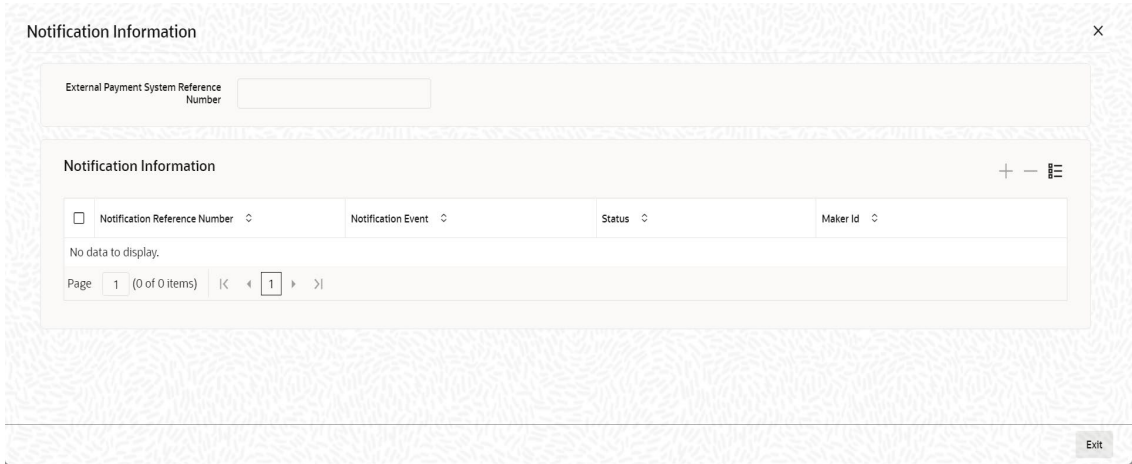 Notification Information
External Payment System Reference
Number
Notification Information
Notification Reference Number Notification Event Status Maker Id
No data to display.
Page 1 (0 of 0 items) 1
Exit